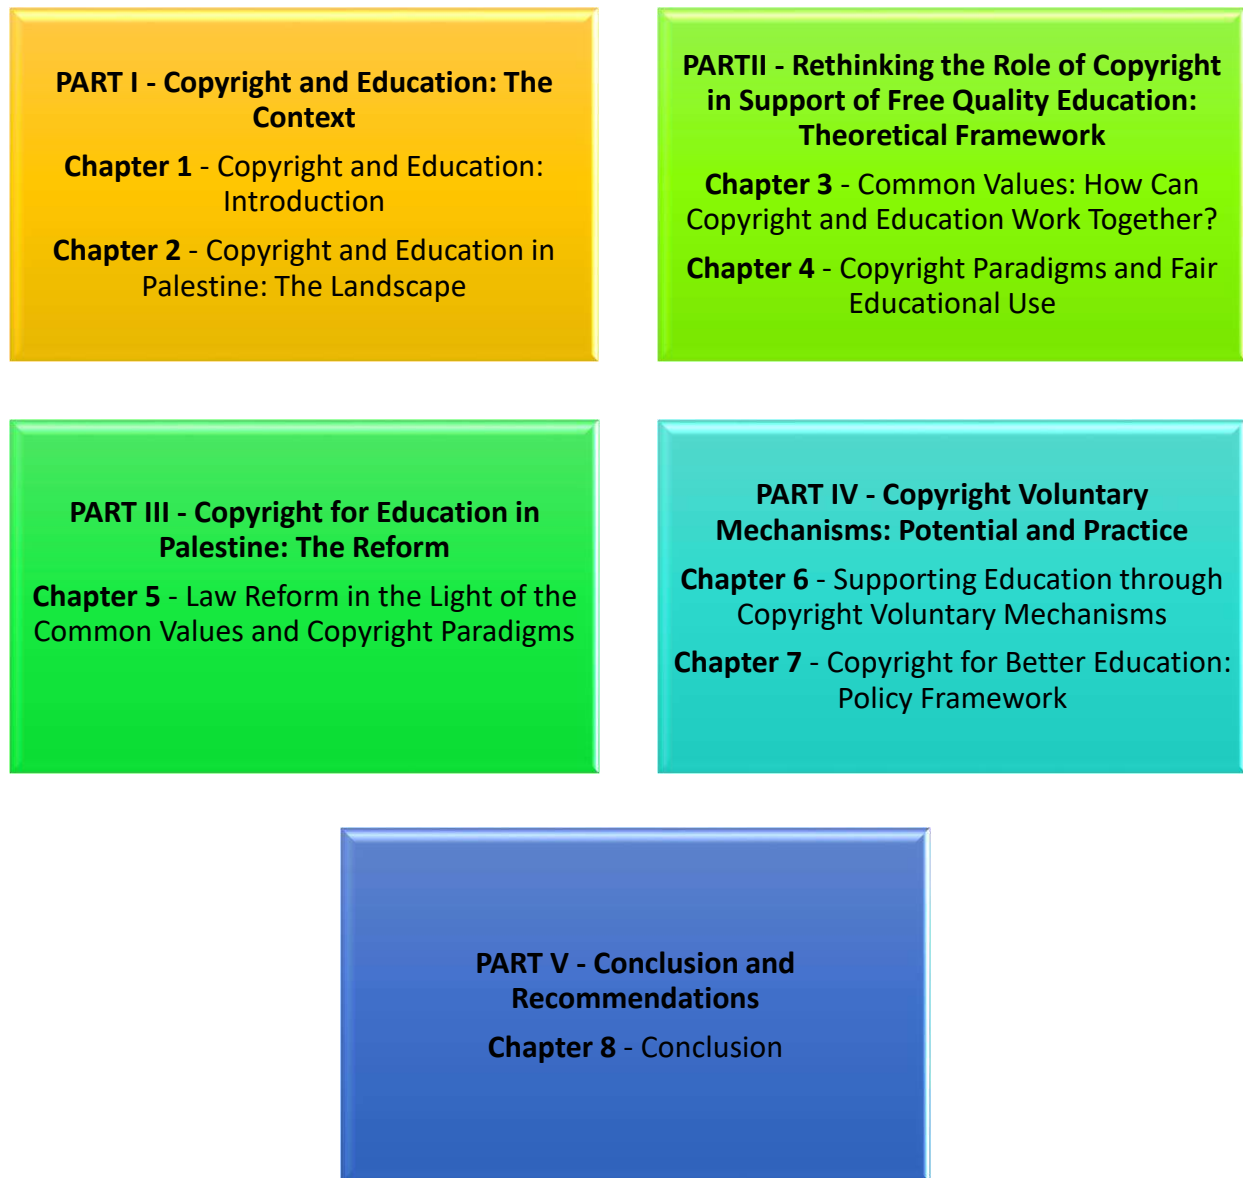 PART I - Copyright and Education: The
Context
Chapter 1 - Copyright and Education:
Introduction
Chapter 2 - Copyright and Education in
Palestine: The Landscape
PARTII - Rethinking the Role of Copyright
in Support of Free Quality Education:
Theoretical Framework
Chapter 3 - Common Values: How Can
Copyright and Education Work Together?
Chapter 4 - Copyright Paradigms and Fair
Educational Use
PART III - Copyright for Education in
Palestine: The Reform
Chapter 5 - Law Reform in the Light of the
Common Values and Copyright Paradigms
PART IV - Copyright Voluntary
Mechanisms: Potential and Practice
Chapter 6 - Supporting Education through
Copyright Voluntary Mechanisms
Chapter 7 - Copyright for Better Education:
Policy Framework
PART V - Conclusion and
Recommendations
Chapter 8 - Conclusion